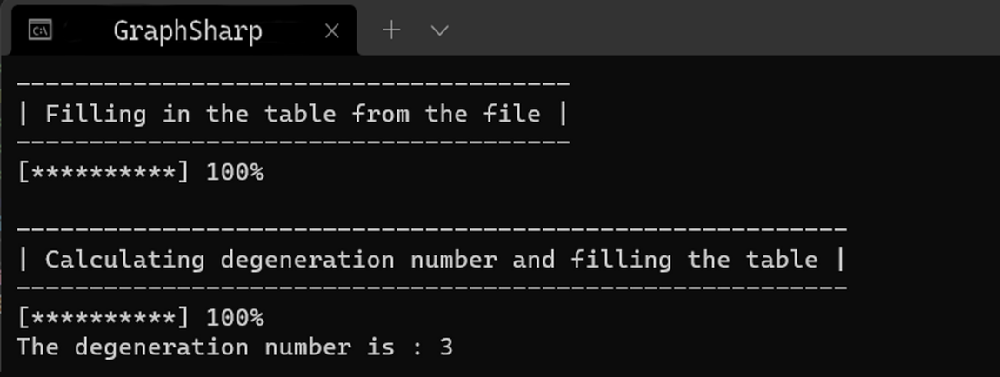 GraphSharp
---------------------------------------
| Filling in the table from the file |
---------------------------------------
[**********] 100%
----------------------------------------------------------
| Calculating degeneration number and filling the table |
----------------------------------------------------------
[**********] 100%
The degeneration number is : 3